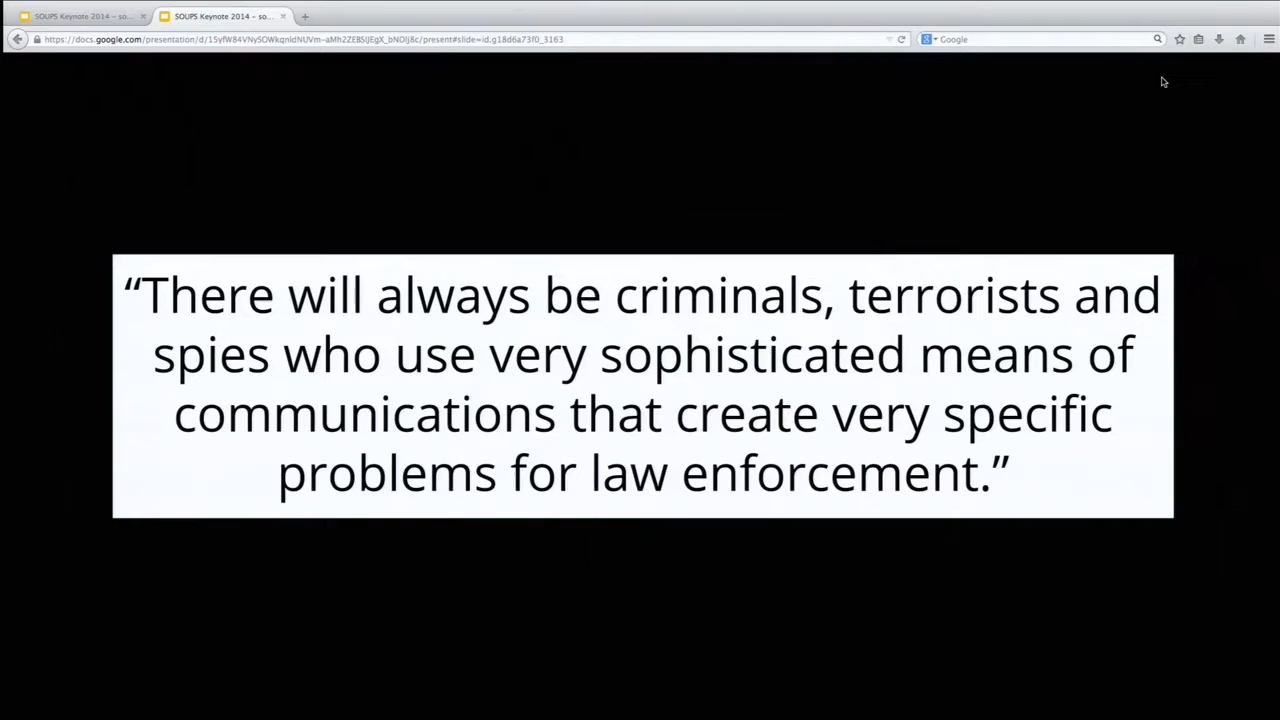 SOUPS Keynote 2014 – so...
SOUPS Keynote 2014 – so...
Google
“There will always be criminals, terrorists and
spies who use very sophisticated means of
communications that create very specific
problems for law enforcement.”